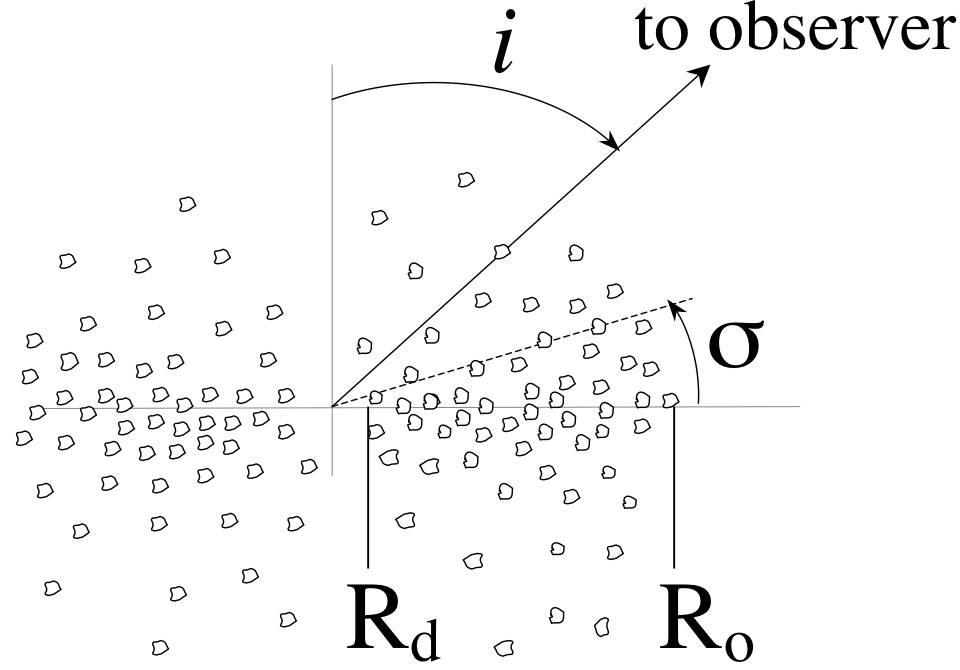 i
to observer
σ
R_d
R_o